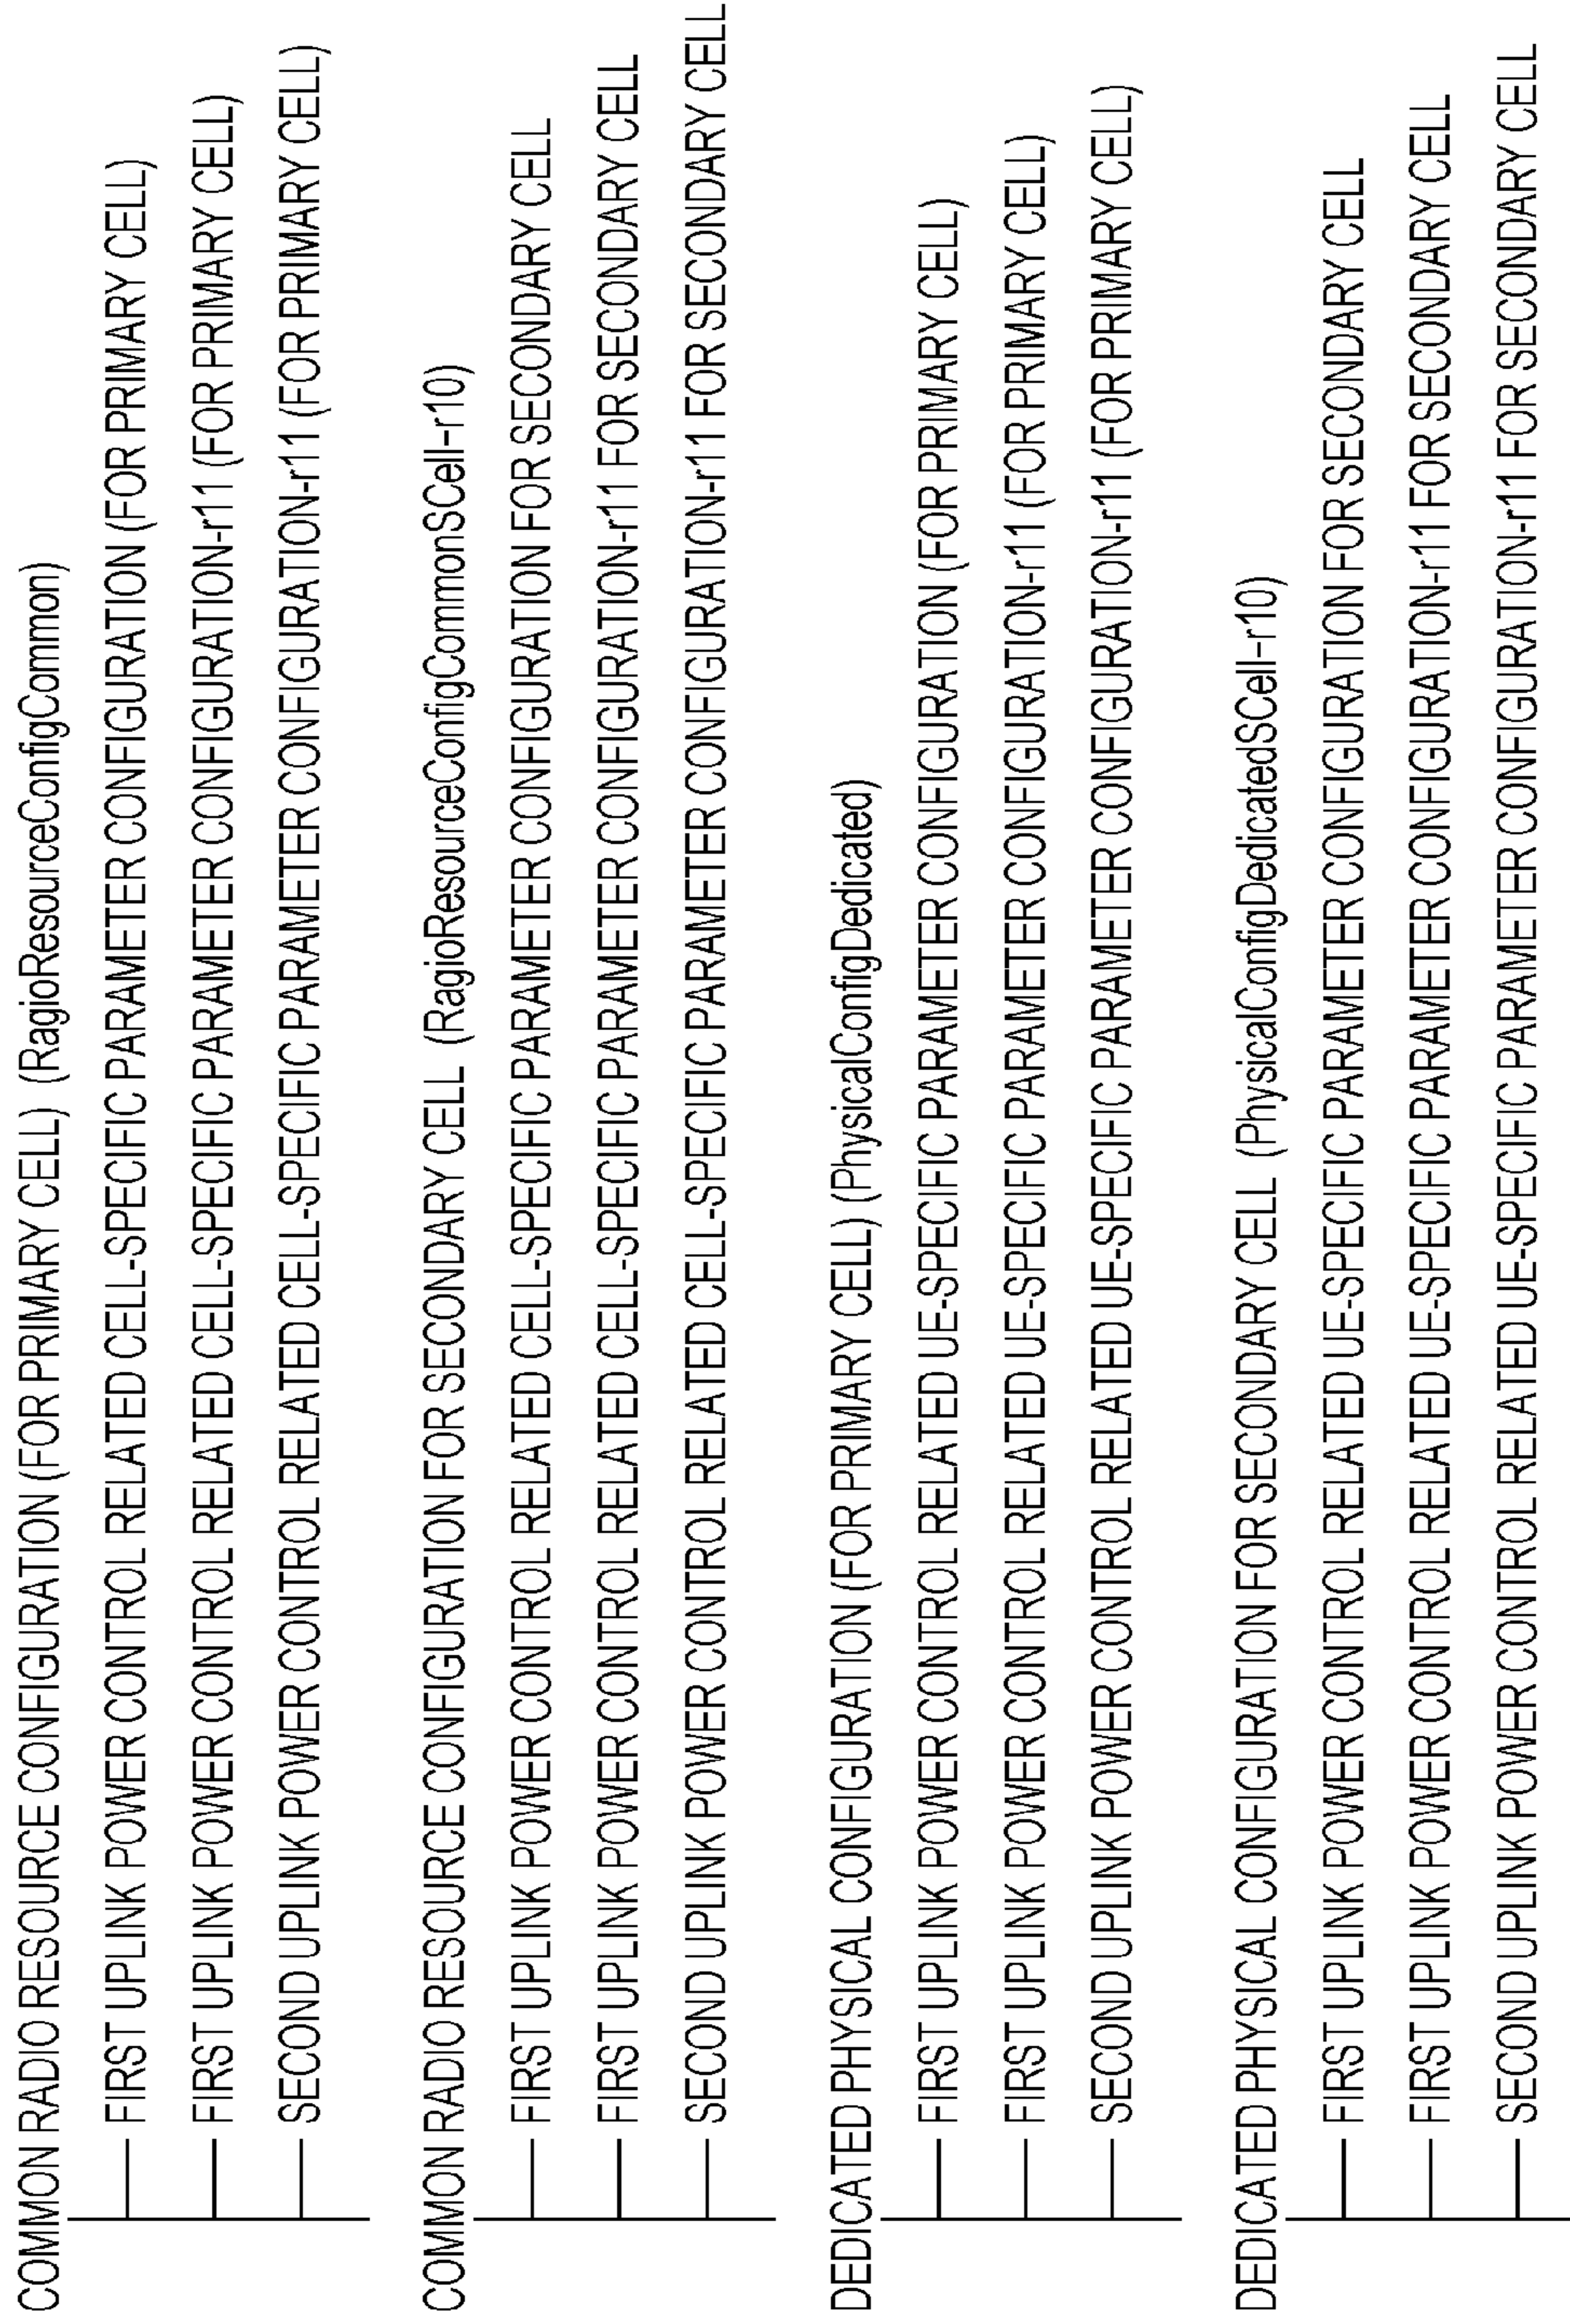 COMMON RADIO RESOURCE CONFIGURATION (FOR PRIMARY CELL) (RagioResourceConfigCommon)
FIRST UPLINK POWER CONTROL RELATED CELL-SPECIFIC PARAMETER CONFIGURATION (FOR PRIMARY CELL)
FIRST UPLINK POWER CONTROL RELATED CELL-SPECIFIC PARAMETER CONFIGURATION-r11 (FOR PRIMARY CELL)
SECOND UPLINK POWER CONTROL RELATED CELL-SPECIFIC PARAMETER CONFIGURATION-r11 (FOR PRIMARY CELL)
COMMON RADIO RESOURCE CONFIGURATION FOR SECONDARY CELL (RagioResourceConfigCommonSCell-r10)
FIRST UPLINK POWER CONTROL RELATED CELL-SPECIFIC PARAMETER CONFIGURATION FOR SECONDARY CELL
FIRST UPLINK POWER CONTROL RELATED CELL-SPECIFIC PARAMETER CONFIGURATION-r11 FOR SECONDARY CELL
SECOND UPLINK POWER CONTROL RELATED CELL-SPECIFIC PARAMETER CONFIGURATION-r11 FOR SECONDARY CELL
DEDICATED PHYSICAL CONFIGURATION (FOR PRIMARY CELL) (PhysicalConfigDedicated)
FIRST UPLINK POWER CONTROL RELATED UE-SPECIFIC PARAMETER CONFIGURATION (FOR PRIMARY CELL)
FIRST UPLINK POWER CONTROL RELATED UE-SPECIFIC PARAMETER CONFIGURATION-r11 (FOR PRIMARY CELL)
SECOND UPLINK POWER CONTROL RELATED UE-SPECIFIC PARAMETER CONFIGURATION-r11 (FOR PRIMARY CELL)
DEDICATED PHYSICAL CONFIGURATION FOR SECONDARY CELL (PhysicalConfigDedicatedSCell-r10)
FIRST UPLINK POWER CONTROL RELATED UE-SPECIFIC PARAMETER CONFIGURATION FOR SECONDARY CELL
FIRST UPLINK POWER CONTROL RELATED UE-SPECIFIC PARAMETER CONFIGURATION-r11 FOR SECONDARY CELL
SECOND UPLINK POWER CONTROL RELATED UE-SPECIFIC PARAMETER CONFIGURATION-r11 FOR SECONDARY CELL